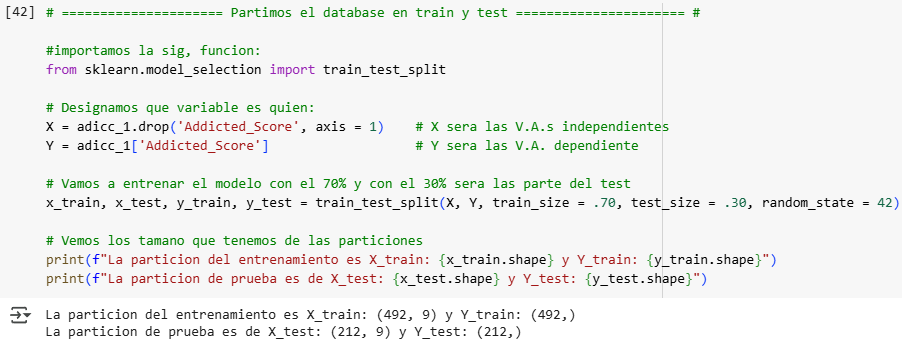 [42] # ===================== Partimos el database en train y test ====================== #
#importamos la sig, funcion:
from sklearn.model_selection import train_test_split
# Designamos que variable es quien:
X = adicc_1.drop('Addicted_Score', axis = 1)    # X sera las V.A.s independientes
Y = adicc_1['Addicted_Score']                   # Y sera las V.A. dependiente
# Vamos a entrenar el modelo con el 70% y con el 30% sera las parte del test
x_train, x_test, y_train, y_test = train_test_split(X, Y, train_size = .70, test_size = .30, random_state = 42)
# Vemos los tamano que tenemos de las particiones
print(f"La particion del entrenamiento es X_train: {x_train.shape} y Y_train: {y_train.shape}")
print(f"La particion de prueba es de X_test: {x_test.shape} y Y_test: {y_test.shape}")
La particion del entrenamiento es X_train: (492, 9) y Y_train: (492,)
La particion de prueba es de X_test: (212, 9) y Y_test: (212,)